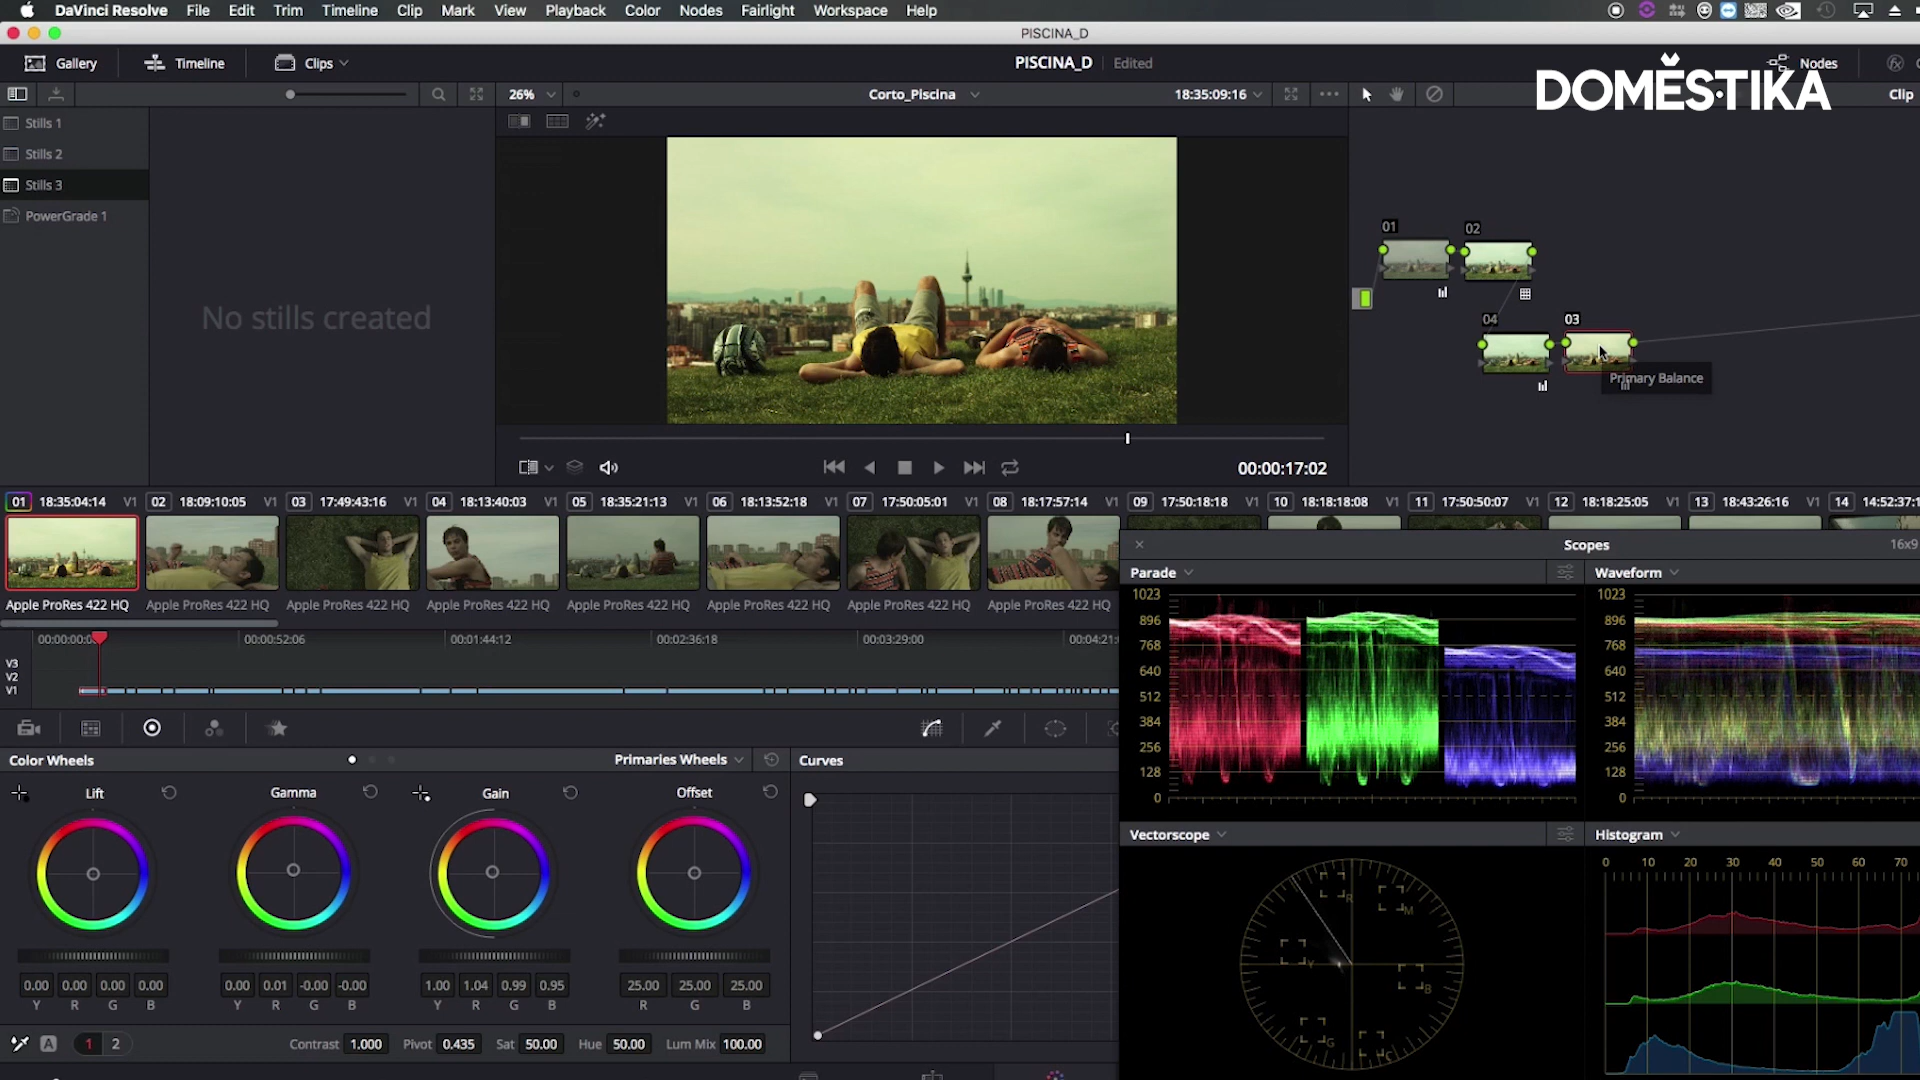 DaVinci Resolve File Edit Trim Timeline Clip Mark View Playback Color Nodes Fairlight Workspace Help
PISCINA_D
Gallery Timeline Clips PISCINA_D Edited Nodes
DOMESTIKA
26% Corto_Piscina 18:35:09:16 Clip
Stills 1
Stills 2
Stills 3
PowerGrade 1
No stills created
01 02
04 03
Primary Balance
00:00:17:02
01 18:35:04:14 V1 02 18:09:10:05 V1 03 17:49:43:16 V1 04 18:13:40:03 V1 05 18:35:21:13 V1 06 18:13:52:18 V1 07 17:50:05:01 V1 08 18:17:57:14 V1 09 17:50:18:18 V1 10 18:18:18:08 V1 11 17:50:50:07 V1 12 18:18:25:05 V1 13 18:43:26:16 V1 14 14:52:37:1
Apple ProRes 422 HQ Apple ProRes 422 HQ Apple ProRes 422 HQ Apple ProRes 422 HQ Apple ProRes 422 HQ Apple ProRes 422 HQ Apple ProRes 422 HQ Apple ProRes 422 HQ
Scopes 16x9
Parade Waveform
1023 1023
896 896
768 768
640 640
512 512
384 384
256 256
128 128
0 0
00:00:00:0 00:00:52:06 00:01:44:12 00:02:36:18 00:03:29:00 00:04:21:
V3
V2
V1
Color Wheels Primaries Wheels Curves
Lift Gamma Gain Offset
0.00 0.00 0.00 0.00 0.00 0.01 -0.00 -0.00 1.00 1.04 0.99 0.95 25.00 25.00 25.00
Y R G B Y R G B Y R G B R G B
A 1 2 Contrast 1.000 Pivot 0.435 Sat 50.00 Hue 50.00 Lum Mix 100.00
Vectorscope Histogram
R M
Y B
G C
0 10 20 30 40 50 60 70